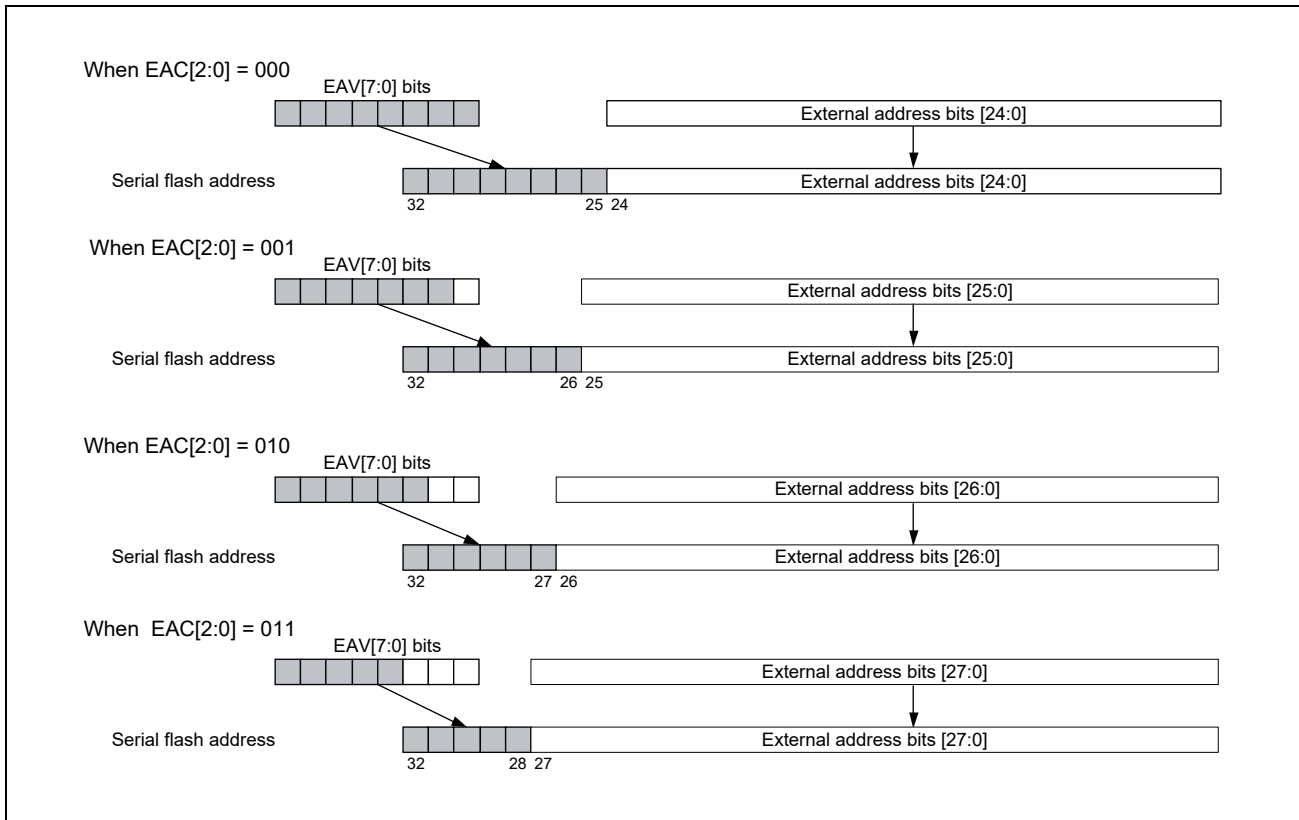 When EAC[2:0] = 000
EAV[7:0] bits
External address bits [24:0]
Serial flash address
External address bits [24:0]
32 25 24
When EAC[2:0] = 001
EAV[7:0] bits
External address bits [25:0]
Serial flash address
External address bits [25:0]
32 26 25
When EAC[2:0] = 010
EAV[7:0] bits
External address bits [26:0]
Serial flash address
External address bits [26:0]
32 27 26
When EAC[2:0] = 011
EAV[7:0] bits
External address bits [27:0]
Serial flash address
External address bits [27:0]
32 28 27